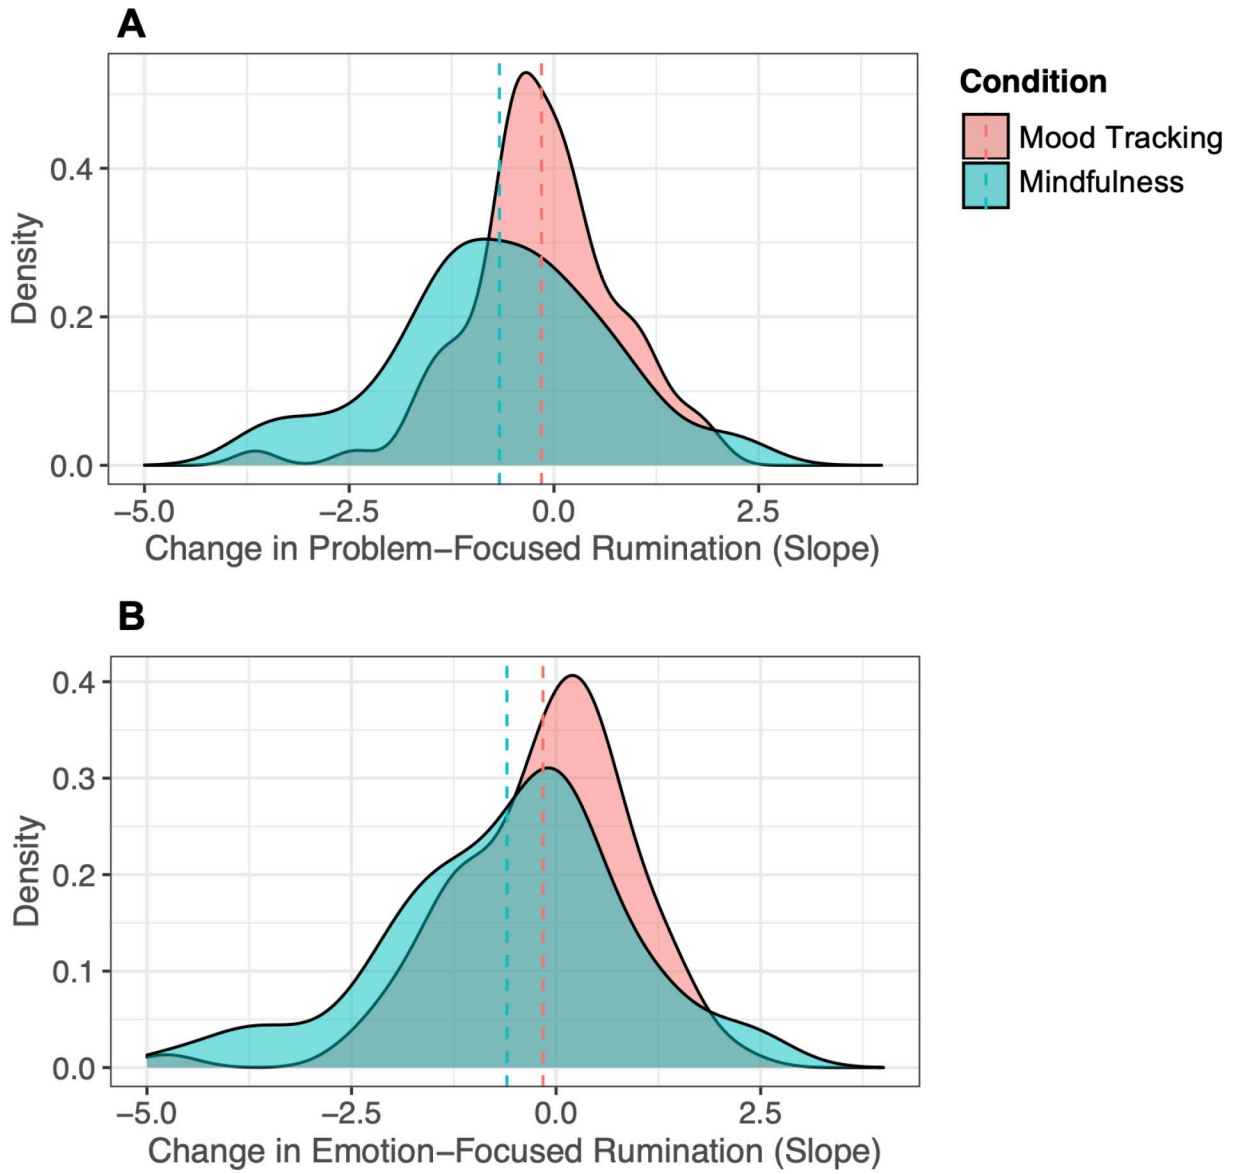 A
Condition
Mood Tracking
Mindfulness
Density
0.4
0.2
0.0
−5.0 −2.5 0.0 2.5
Change in Problem−Focused Rumination (Slope)
B
Density
0.4
0.3
0.2
0.1
0.0
−5.0 −2.5 0.0 2.5
Change in Emotion−Focused Rumination (Slope)